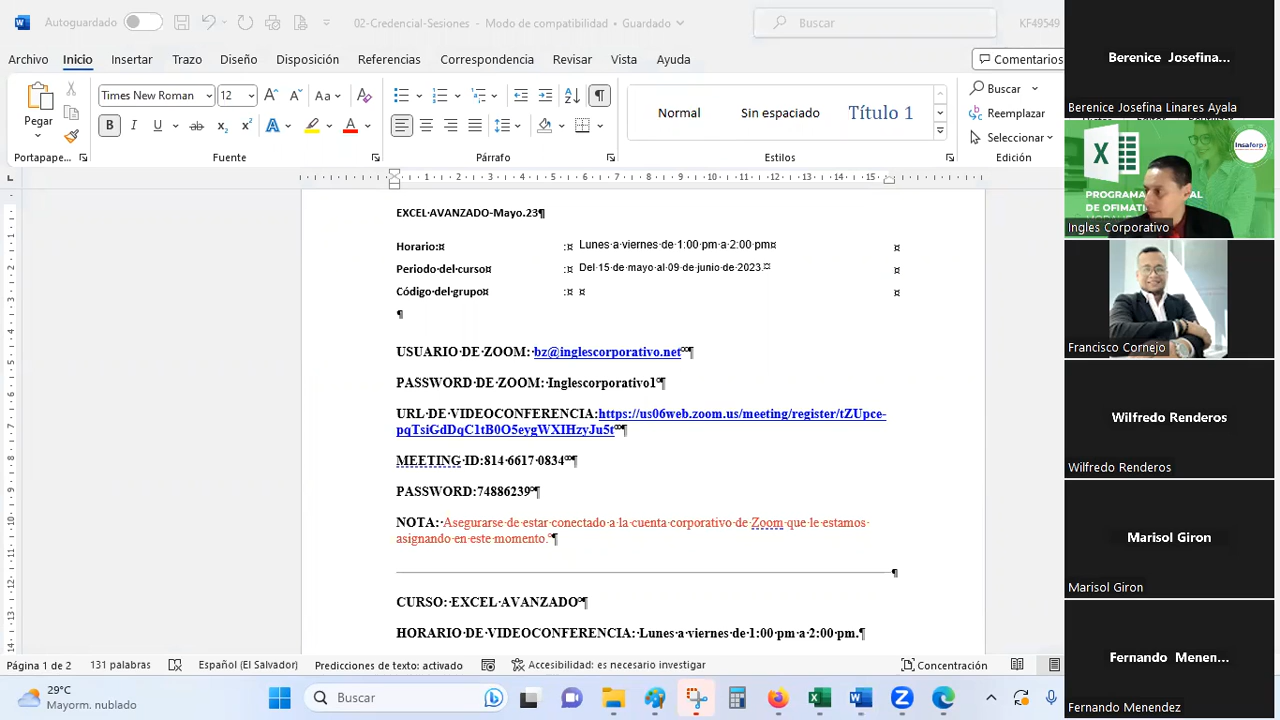 Autoguardado
02-Credencial-Sesiones - Modo de compatibilidad • Guardado
Buscar
KF49549
Archivo Inicio Insertar Trazo Diseño Disposición Referencias Correspondencia Revisar Vista Ayuda
Comentarios
Pegar
Times New Roman
12
Aa
Normal
Sin espaciado
Título 1
Buscar
Reemplazar
Seleccionar
Portapape...
Fuente
Párrafo
Estilos
Edición
EXCEL·AVANZADO-Mayo.23¶
Horario:¤ :¤ Lunes·a·viernes·de·1:00·pm·a·2:00·pm¤ ¤
Periodo·del·curso¤ :¤ Del·15·de·mayo·al·09·de·junio·de·2023.¤ ¤
Código·del·grupo¤ :¤ ¤ ¤
¶
USUARIO·DE·ZOOM:·bz@inglescorporativo.net°¶
PASSWORD·DE·ZOOM:·Inglescorporativo1°¶
URL·DE·VIDEOCONFERENCIA:https://us06web.zoom.us/meeting/register/tZUpce-
pqTsiGdDqC1tB0O5eygWXIHzyJu5t°¶
MEETING·ID:814·6617·0834°¶
PASSWORD:74886239°¶
NOTA:·Asegurarse·de·estar·conectado·a·la·cuenta·corporativo·de·Zoom·que·le·estamos·
asignando·en·este·momento.°¶
¶
CURSO:·EXCEL·AVANZADO°¶
HORARIO·DE·VIDEOCONFERENCIA:·Lunes·a·viernes·de·1:00·pm·a·2:00·pm.¶
Página 1 de 2
131 palabras
Español (El Salvador)
Predicciones de texto: activado
Accesibilidad: es necesario investigar
Concentración
29°C
Mayorm. nublado
Buscar
Berenice Josefina...
Berenice Josefina Linares Ayala
Insaforp
PROGRAMA
DE OFIMATI
Ingles Corporativo
Francisco Cornejo
Wilfredo Renderos
Wilfredo Renderos
Marisol Giron
Marisol Giron
Fernando Menen...
Fernando Menendez